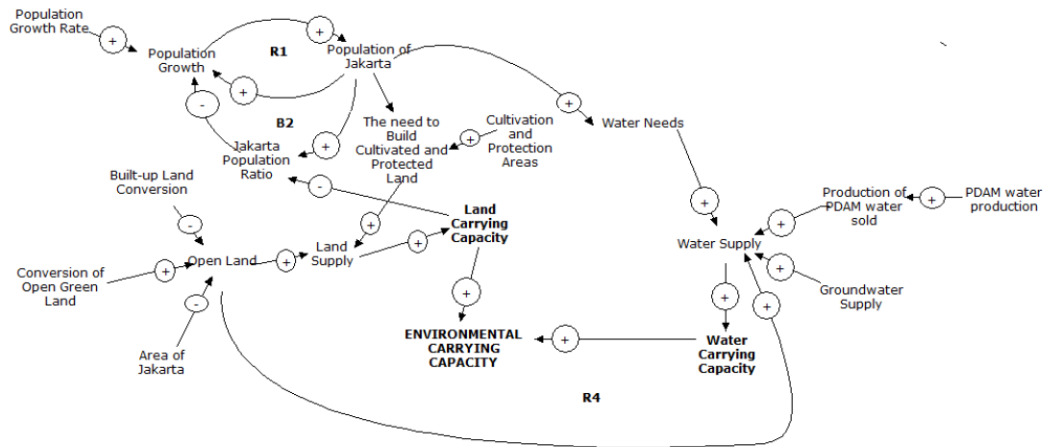 Population
Growth Rate
+
Population
Growth
R1
+
Population of
Jakarta
+
-
B2
+
Jakarta
Population
Ratio
The need to
Build
Cultivated and
Protected
Land
+
Cultivation and
Protection
Areas
+
Water Needs
Built-up Land
Conversion
-
-
Land
Carrying
Capacity
+
+
Production of
PDAM water
sold
+
PDAM water
production
+
Conversion of
Open Green
Land
+
Open Land
+
Land
Supply
+
Water Supply
+
Groundwater
Supply
-
+
+
+
Area of
Jakarta
ENVIRONMENTAL
CARRYING
CAPACITY
+
Water
Carrying
Capacity
R4